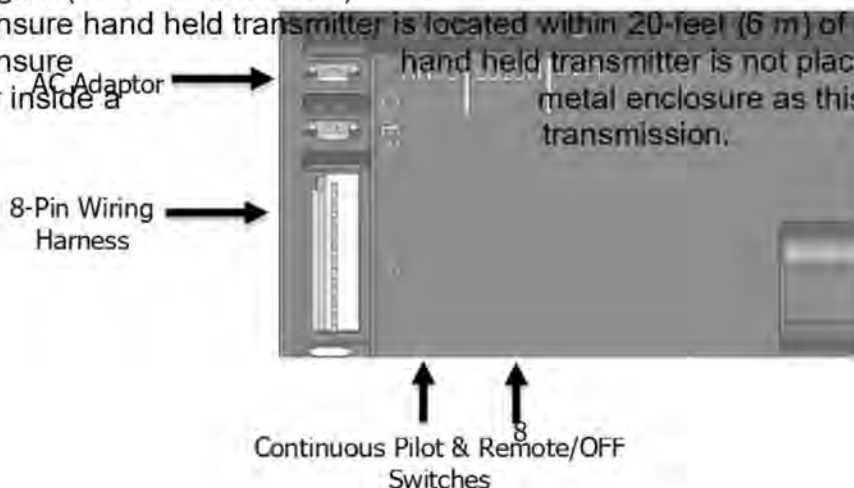 nsure hand held transmitter is located within 20-feet (6 m) of
nsure hand held transmitter is not plac
AC Adaptor
r inside a metal enclosure as this
transmission.
8-Pin Wiring
Harness
8
Continuous Pilot & Remote/OFF
Switches